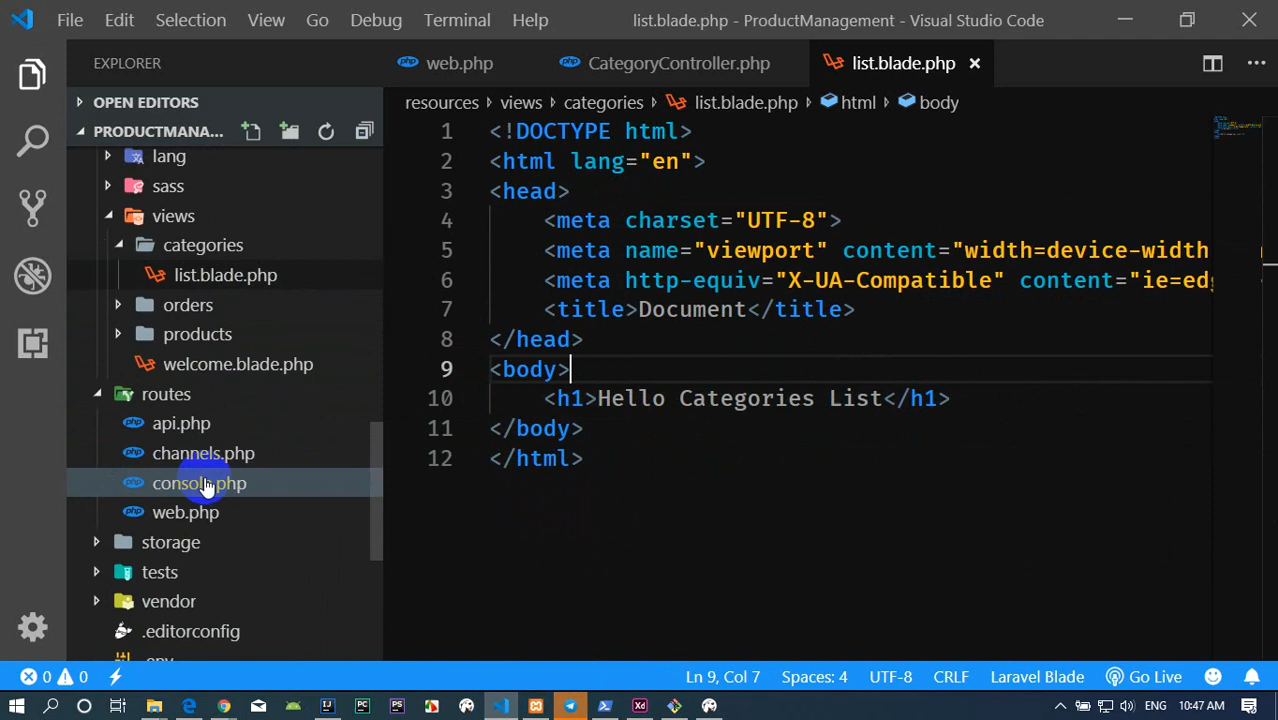 File Edit Selection View Go Debug Terminal Help list.blade.php - ProductManagement - Visual Studio Code
EXPLORER
web.php CategoryController.php list.blade.php
OPEN EDITORS
PRODUCTMANA...
lang
sass
views
categories
list.blade.php
orders
products
welcome.blade.php
routes
api.php
channels.php
console.php
web.php
storage
tests
vendor
.editorconfig
.env
resources views categories list.blade.php html body
1 <!DOCTYPE html>
2 <html lang="en">
3 <head>
4 <meta charset="UTF-8">
5 <meta name="viewport" content="width=device-width
6 <meta http-equiv="X-UA-Compatible" content="ie=edg
7 <title>Document</title>
8 </head>
9 <body>
10 <h1>Hello Categories List</h1>
11 </body>
12 </html>
0 0 Ln 9, Col 7 Spaces: 4 UTF-8 CRLF Laravel Blade Go Live
IJ PC PS Xd ENG 10:47 AM